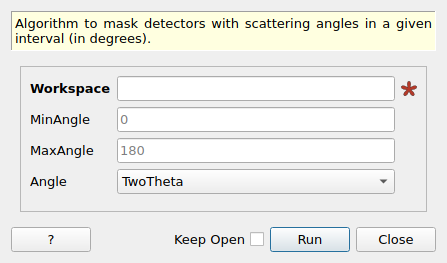 Algorithm to mask detectors with scattering angles in a given
interval (in degrees).
Workspace *
MinAngle 0
MaxAngle 180
Angle TwoTheta
? Keep Open Run Close